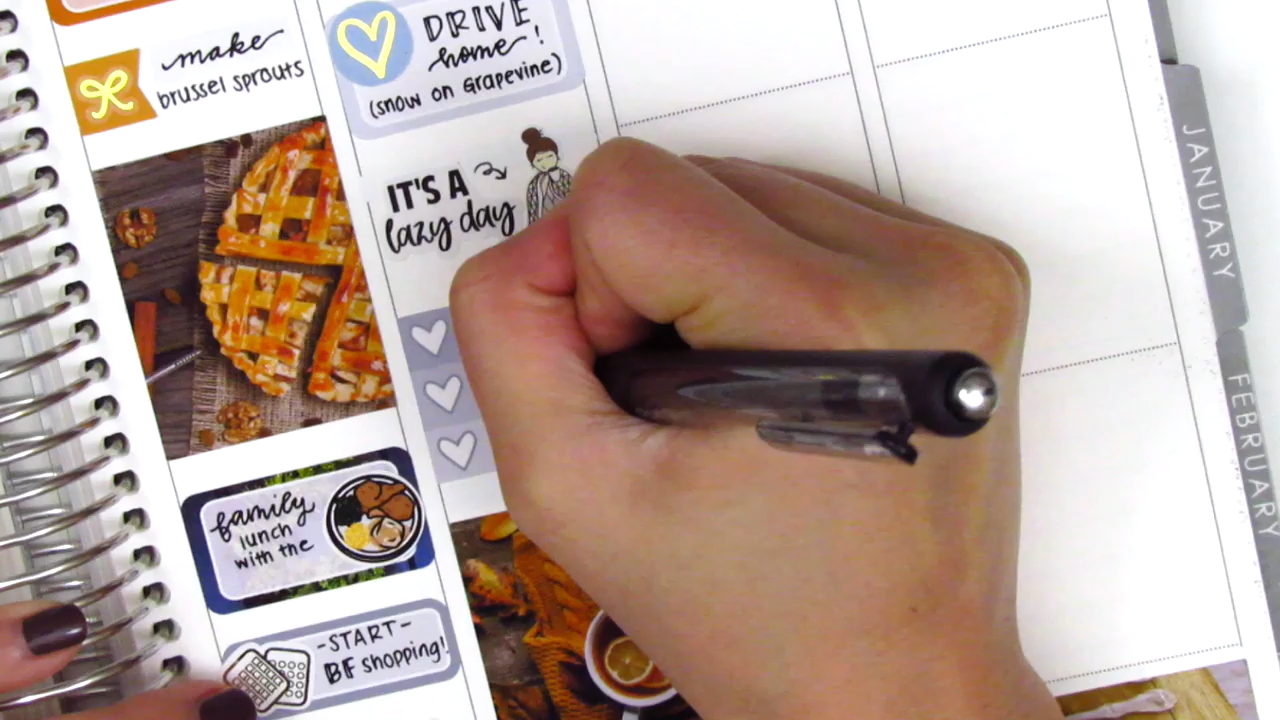 make
brussel sprouts
family
lunch
with the
-START-
BF shopping!
DRIVE
home!
(snow on Grapevine)
IT'S A
lazy day
JANUARY
FEBRUARY